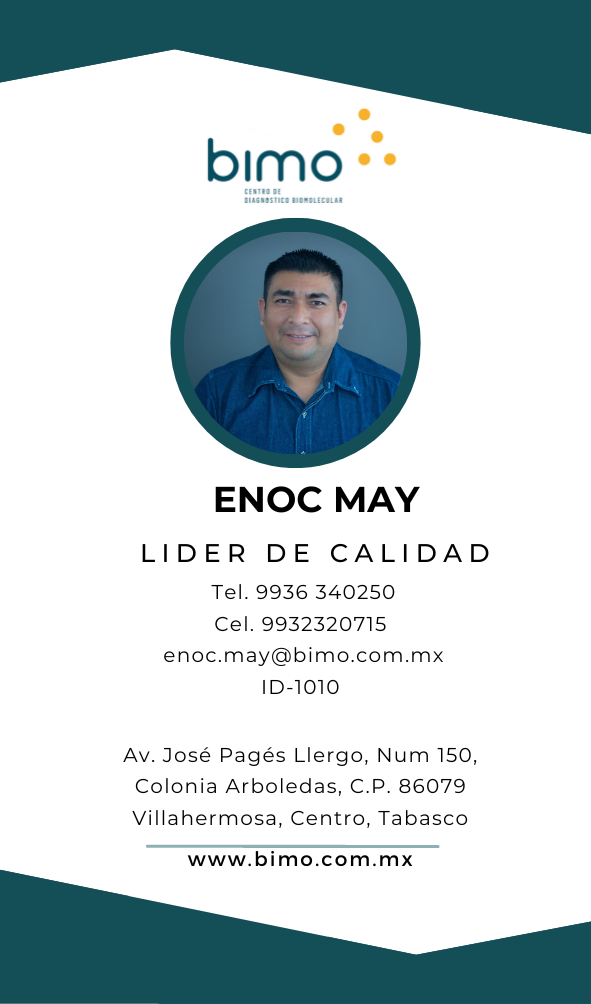 bimo
CENTRO DE
DIAGNOSTICO BIOMOLECULAR
ENOC MAY
LIDER DE CALIDAD
Tel. 9936 340250
Cel. 9932320715
enoc.may@bimo.com.mx
ID-1010
Av. José Pagés Llergo, Num 150,
Colonia Arboledas, C.P. 86079
Villahermosa, Centro, Tabasco
www.bimo.com.mx